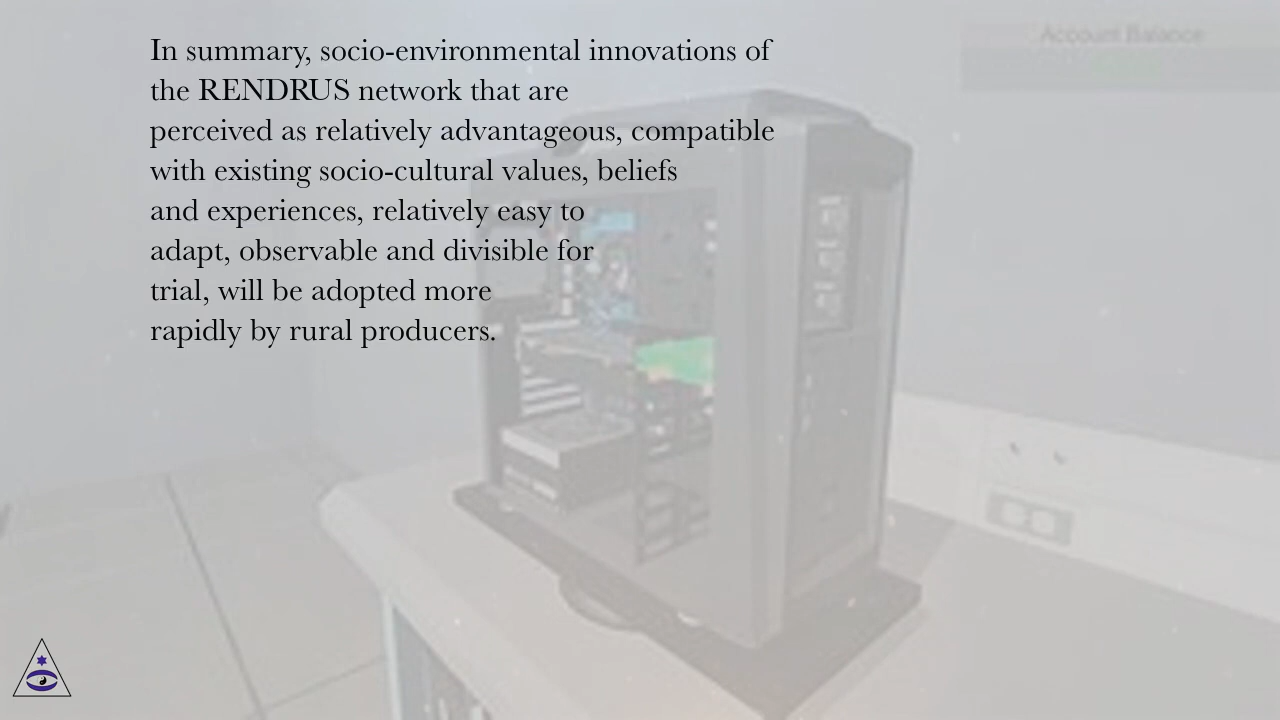 Account Balance
In summary, socio-environmental innovations of
the RENDRUS network that are
perceived as relatively advantageous, compatible
with existing socio-cultural values, beliefs
and experiences, relatively easy to
adapt, observable and divisible for
trial, will be adopted more
rapidly by rural producers.